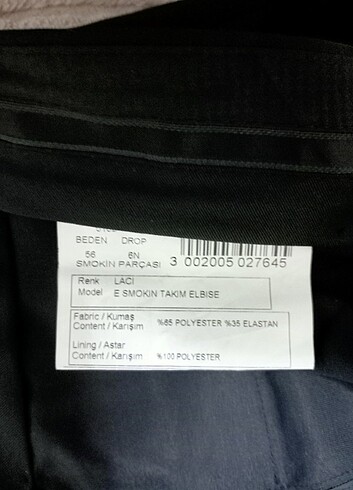 BEDEN DROP
56 6N
SMOKIN PARÇASI 3 002005 027645
Renk LACI
Model E SMOKIN TAKIM ELBISE
Fabric / Kumaş
Content / Karışım %65 POLYESTER %35 ELASTAN
Lining / Astar
Content / Karışım %100 POLYESTER